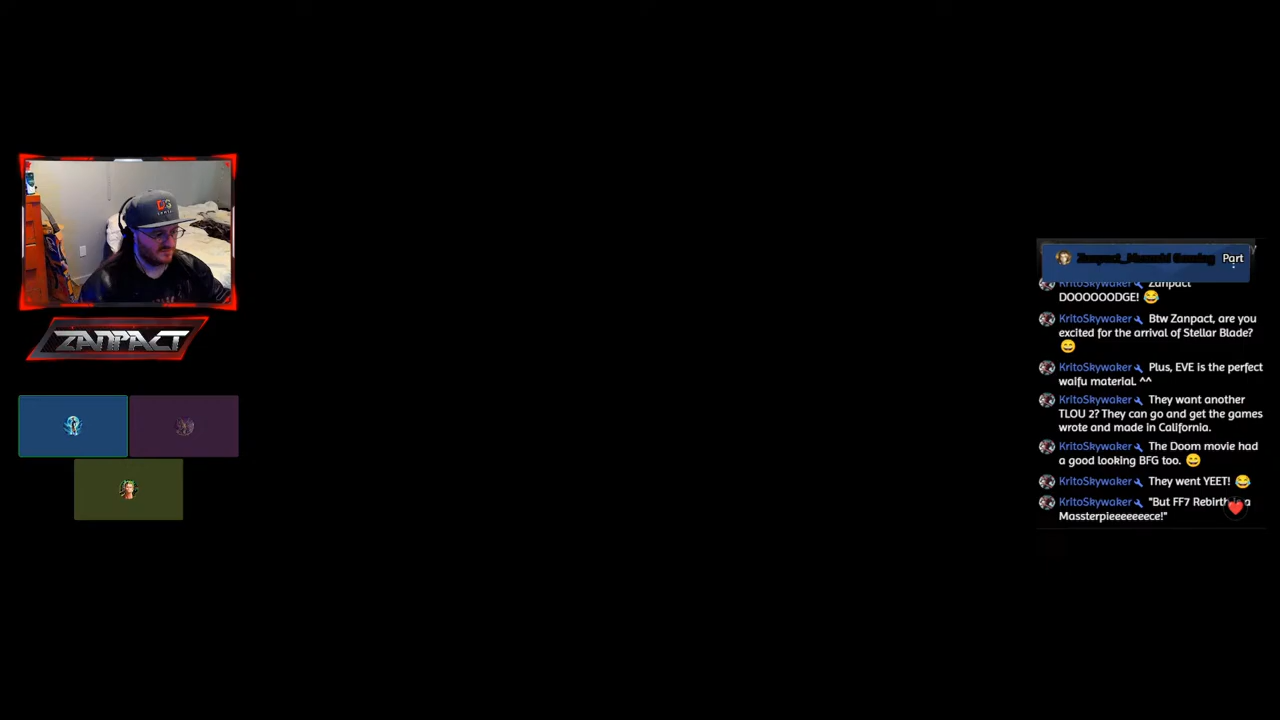 ZANPACT
Part
KritoSkywaker Zanpact
DOOOOOODGE! 😂
KritoSkywaker Btw Zanpact, are you
excited for the arrival of Stellar Blade?
😄
KritoSkywaker Plus, EVE is the perfect
waifu material. ^^
KritoSkywaker They want another
TLOU 2? They can go and get the games
wrote and made in California.
KritoSkywaker The Doom movie had
a good looking BFG too. 😄
KritoSkywaker They went YEET! 😂
KritoSkywaker "But FF7 Rebirth is a
Massterpieeeeeeece!"